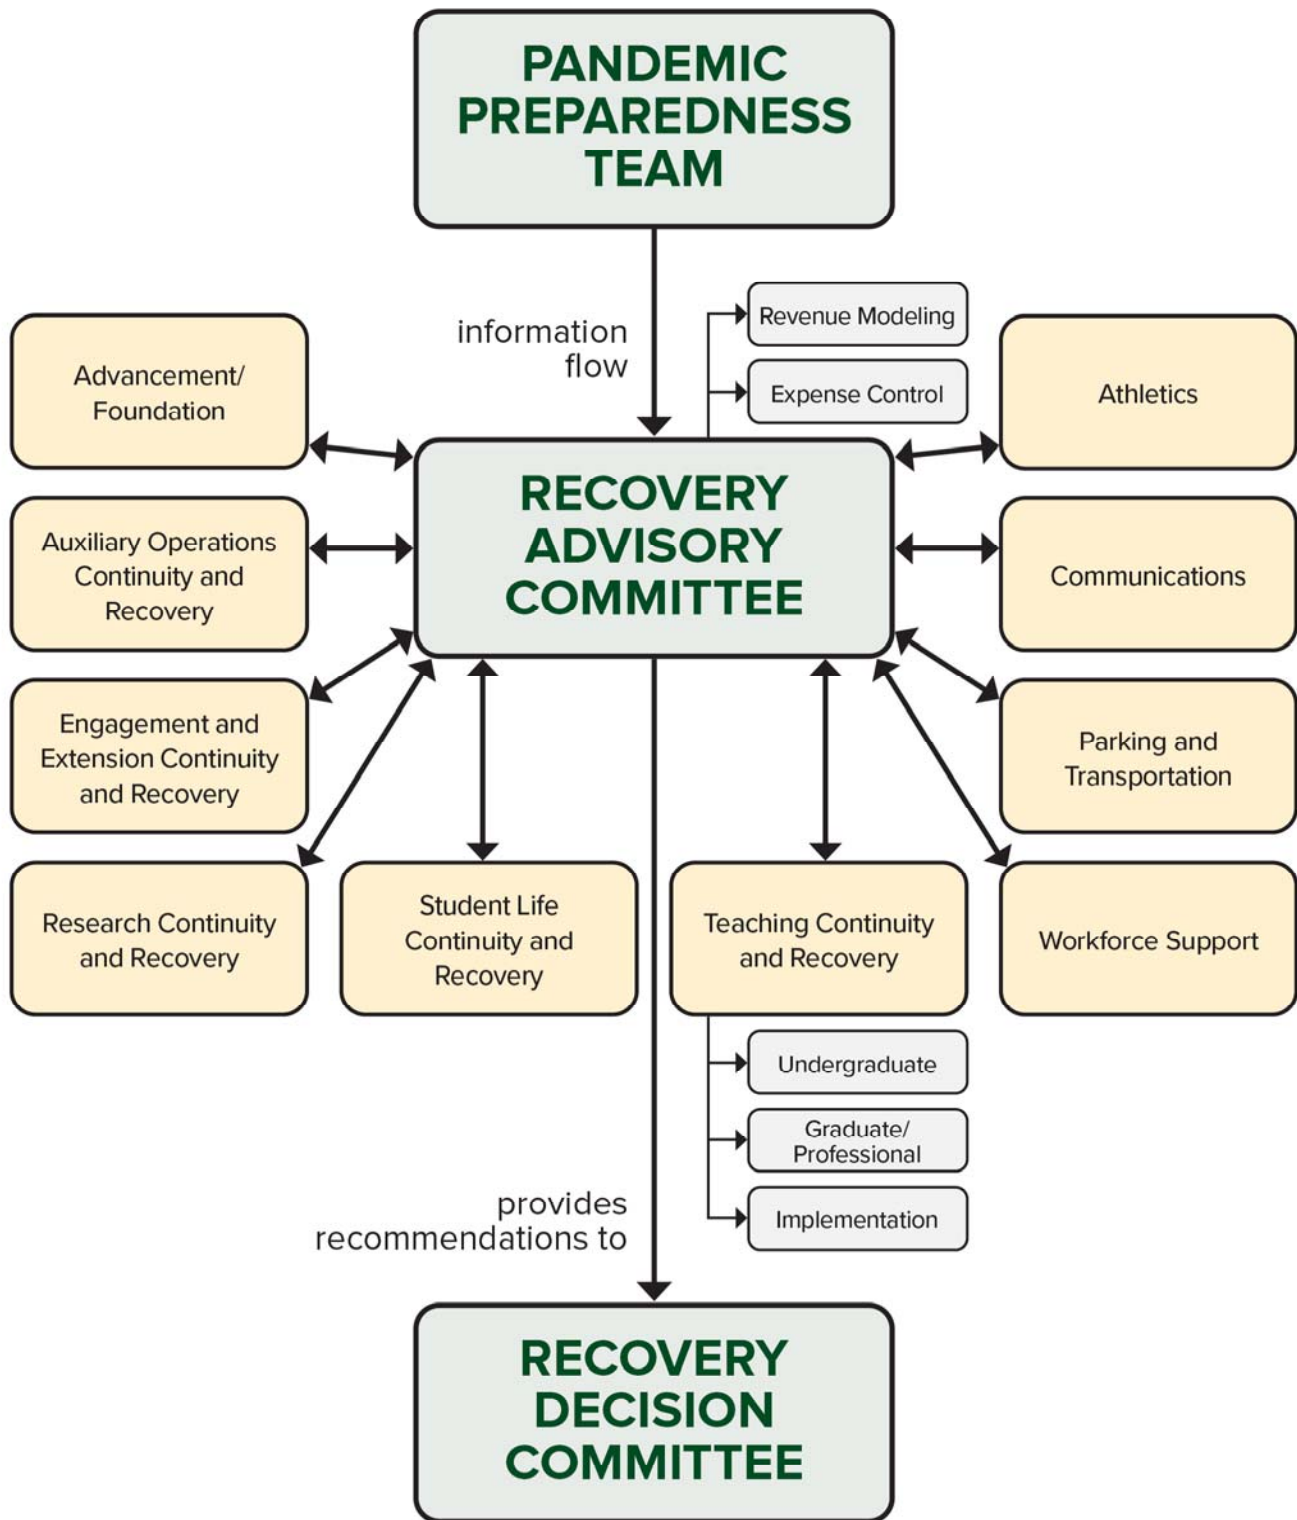 PANDEMIC
PREPAREDNESS
TEAM
information
flow
Revenue Modeling
Expense Control
Advancement/
Foundation
Athletics
RECOVERY
ADVISORY
COMMITTEE
Auxiliary Operations
Continuity and
Recovery
Communications
Engagement and
Extension Continuity
and Recovery
Parking and
Transportation
Research Continuity
and Recovery
Student Life
Continuity and
Recovery
Teaching Continuity
and Recovery
Workforce Support
Undergraduate
Graduate/
Professional
Implementation
provides
recommendations to
RECOVERY
DECISION
COMMITTEE